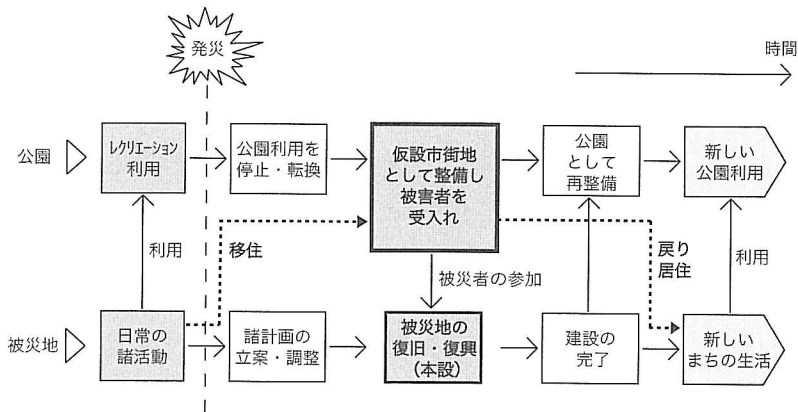 発災
時間
公園
レクリエーション
利用
公園利用を
停止・転換
仮設市街地
として整備し
被害者を
受入れ
公園
として
再整備
新しい
公園利用
利用
移住
被災者の参加
戻り
居住
利用
被災地
日常の
諸活動
諸計画の
立案・調整
被災地の
復旧・復興
(本設)
建設の
完了
新しい
まちの生活